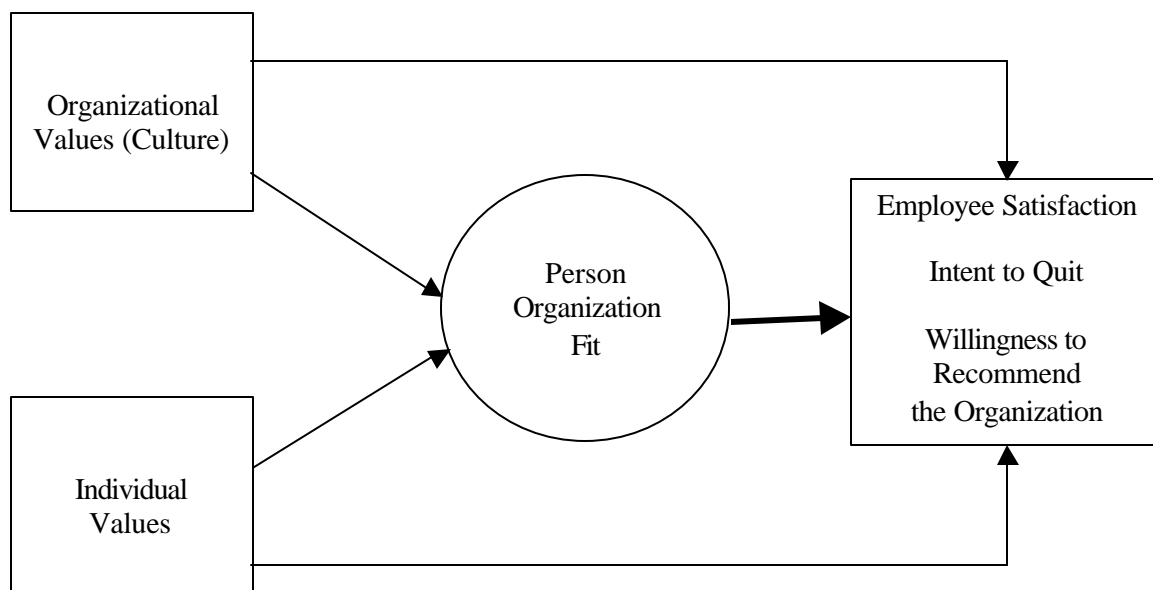 Organizational
Values (Culture)
Person
Organization
Fit
Employee Satisfaction
Intent to Quit
Willingness to
Recommend
the Organization
Individual
Values